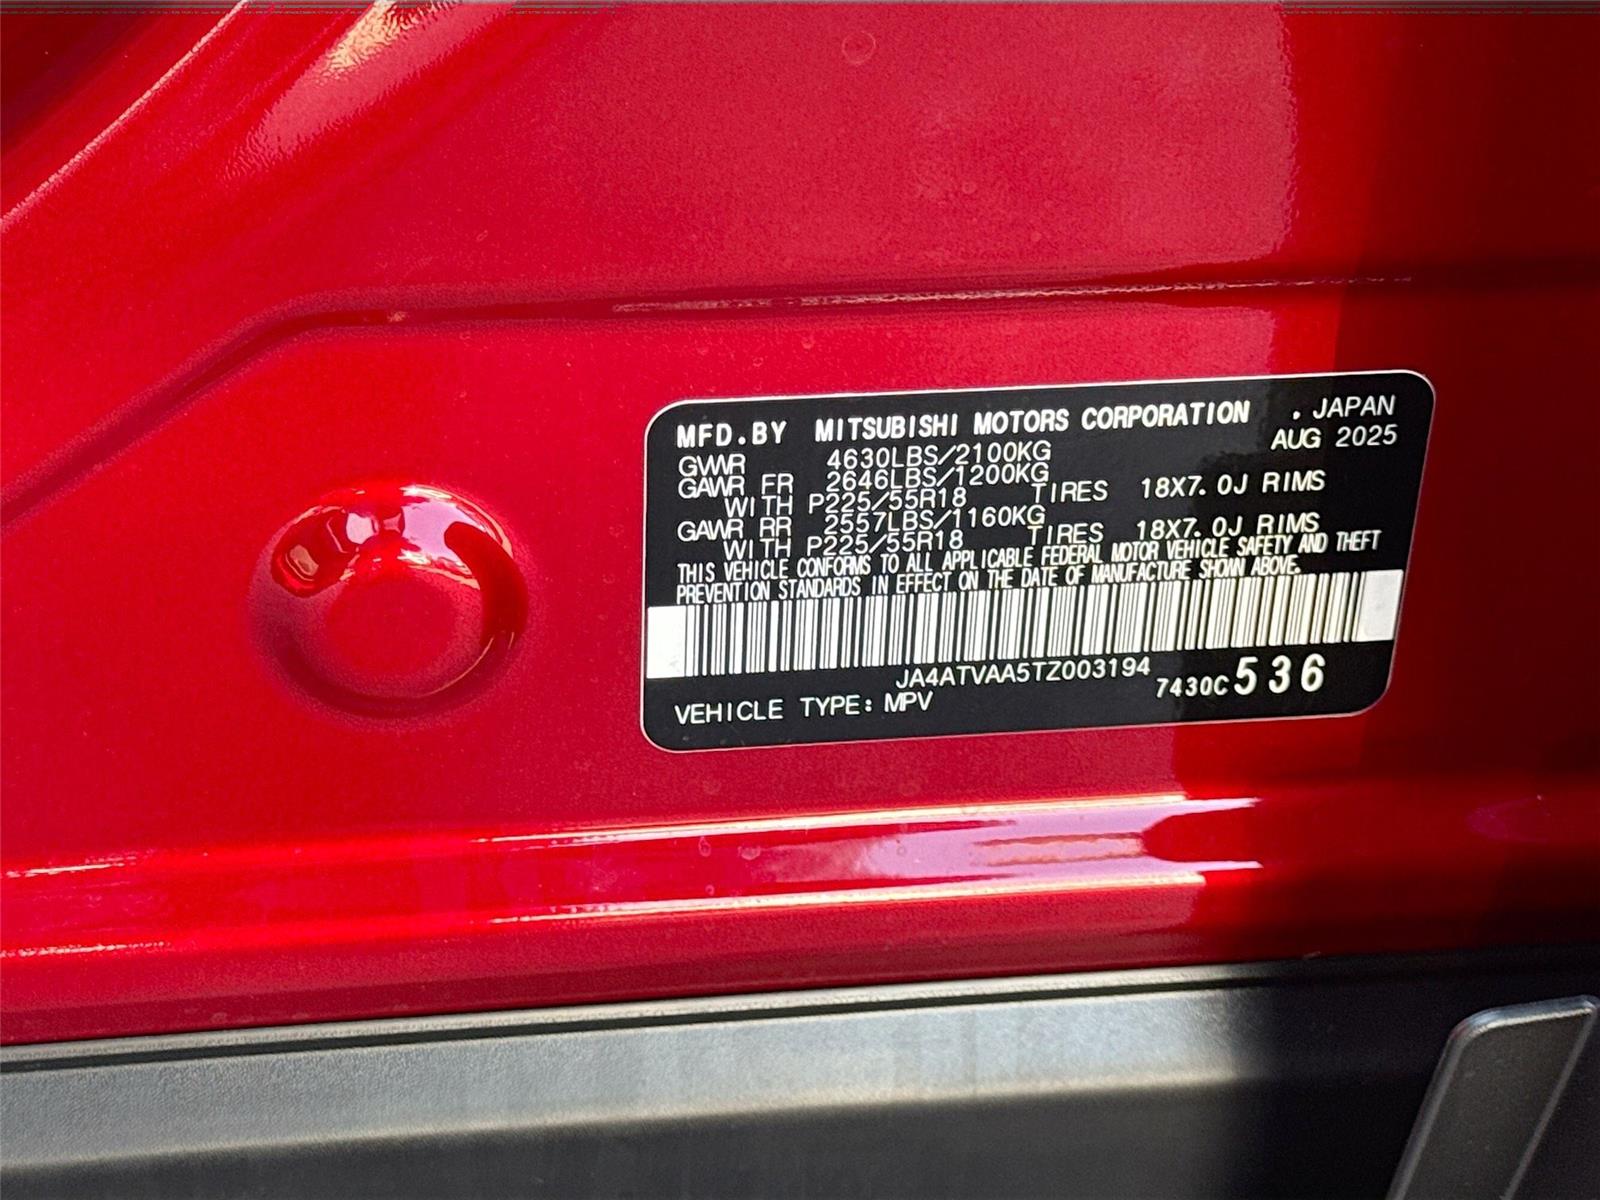 MFD.BY MITSUBISHI MOTORS CORPORATION . JAPAN
AUG 2025
GVWR 4630LBS/2100KG
GAWR FR 2646LBS/1200KG
WITH P225/55R18 TIRES 18X7.0J RIMS
GAWR RR 2557LBS/1160KG
WITH P225/55R18 TIRES 18X7.0J RIMS
THIS VEHICLE CONFORMS TO ALL APPLICABLE FEDERAL MOTOR VEHICLE SAFETY AND THEFT
PREVENTION STANDARDS IN EFFECT ON THE DATE OF MANUFACTURE SHOWN ABOVE.
JA4ATVAA5TZ003194
7430C 536
VEHICLE TYPE: MPV